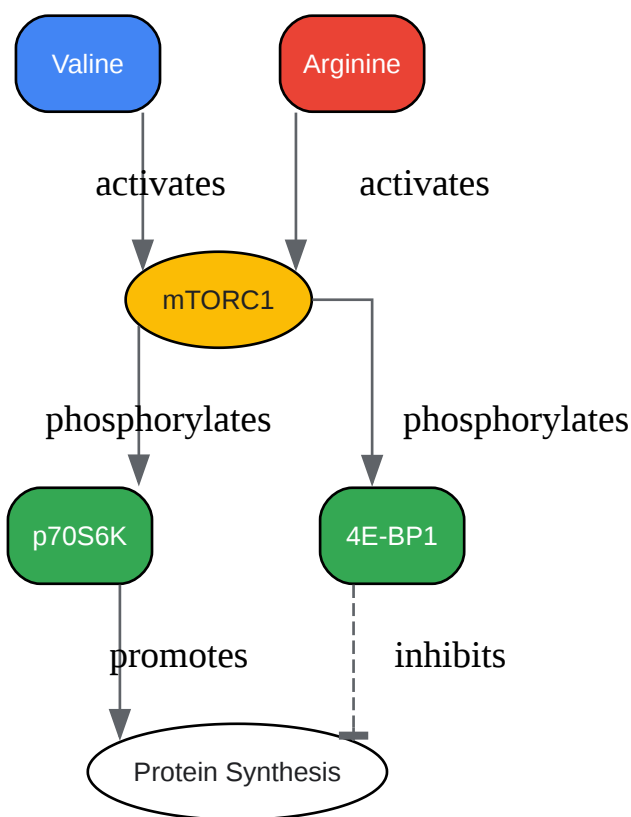 Valine
Arginine
activates
activates
mTORC1
phosphorylates
phosphorylates
p70S6K
4E-BP1
promotes
inhibits
Protein Synthesis